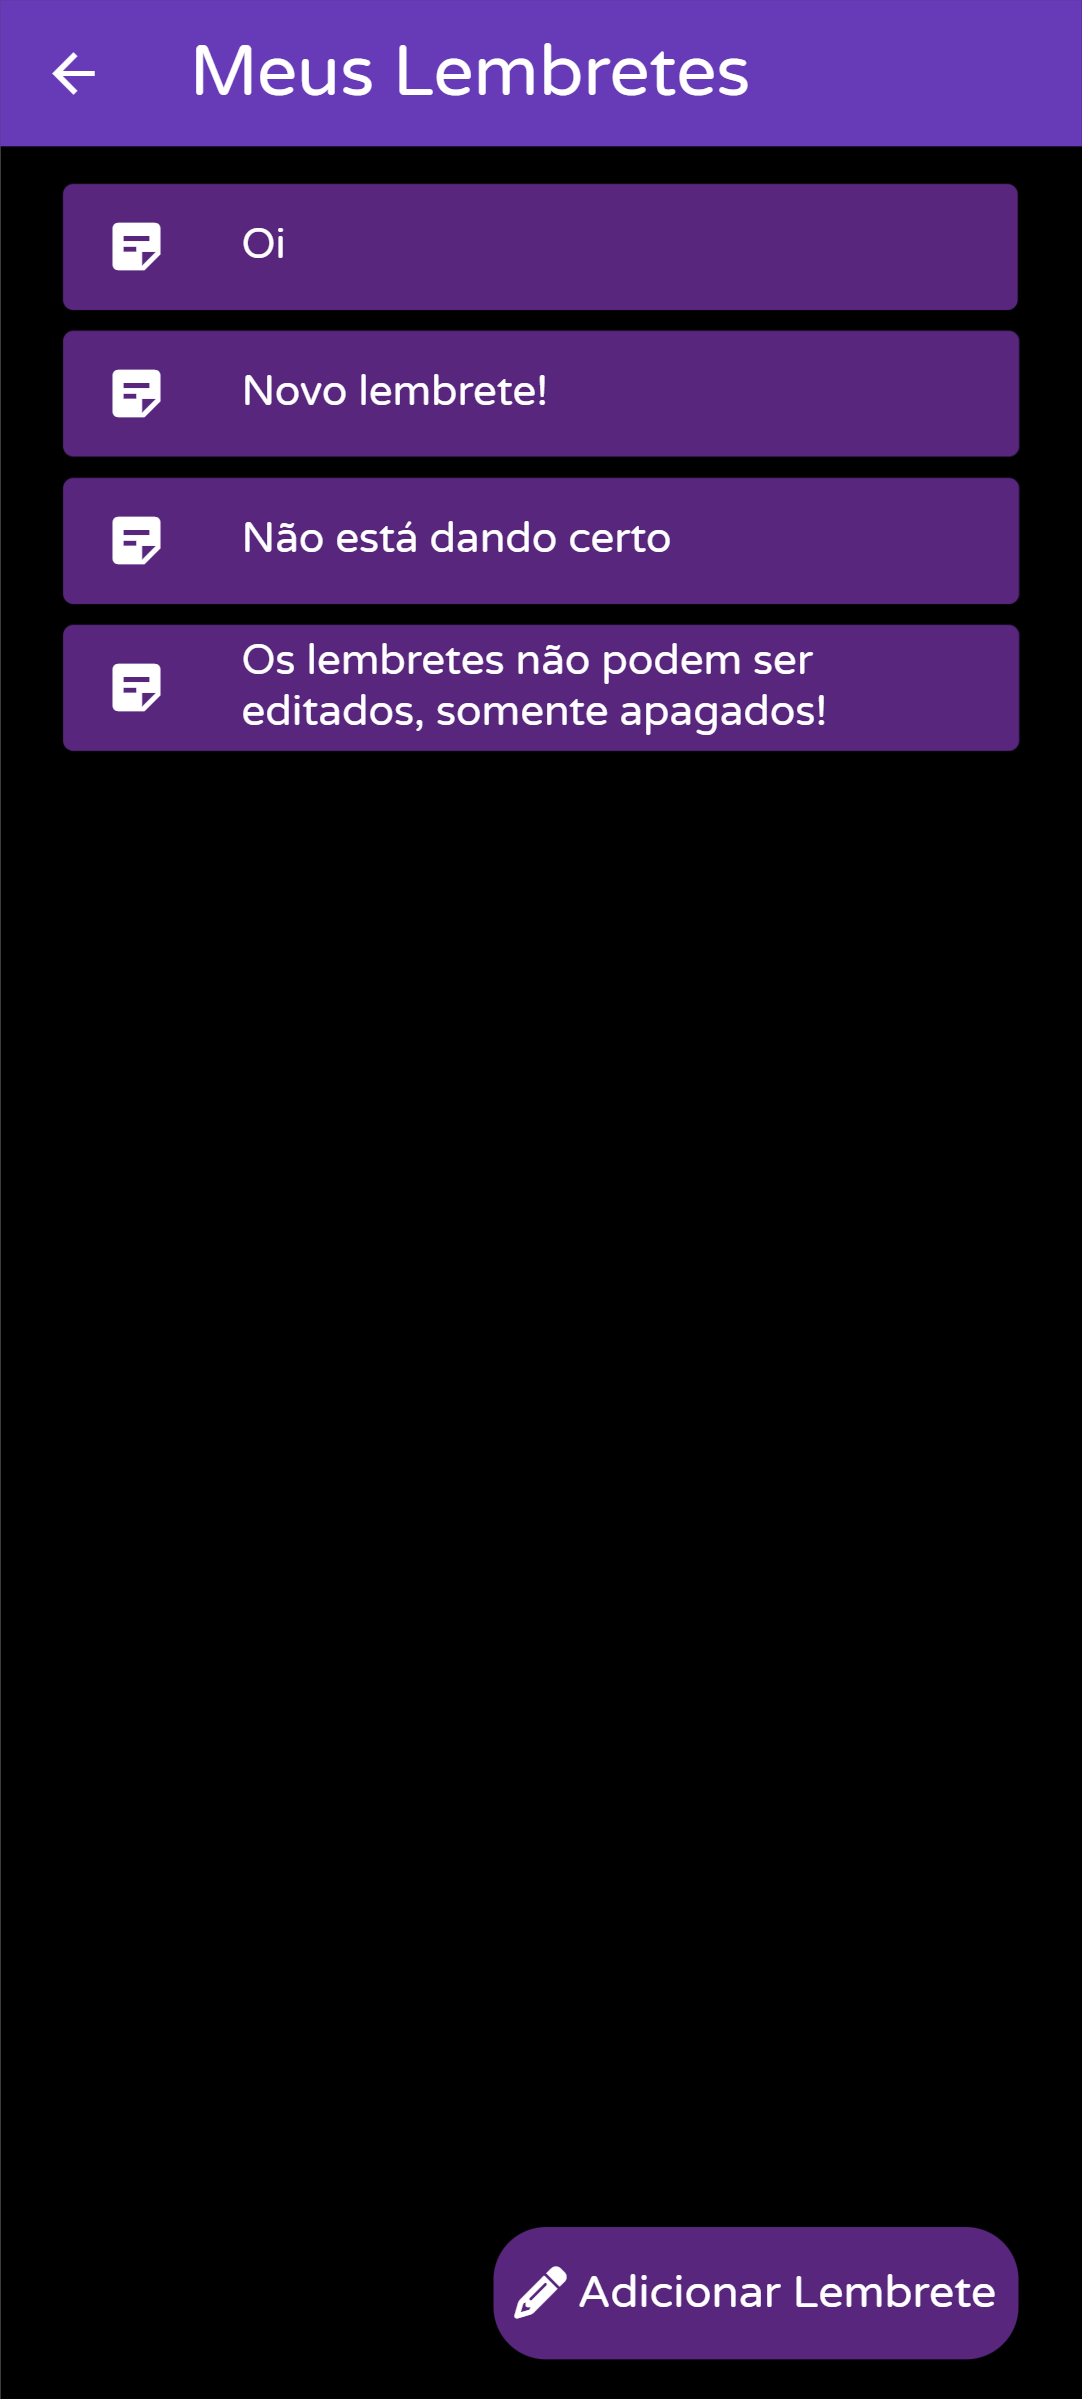 Meus Lembretes
Oi
Novo lembrete!
Não está dando certo
Os lembretes não podem ser
editados, somente apagados!
Adicionar Lembrete